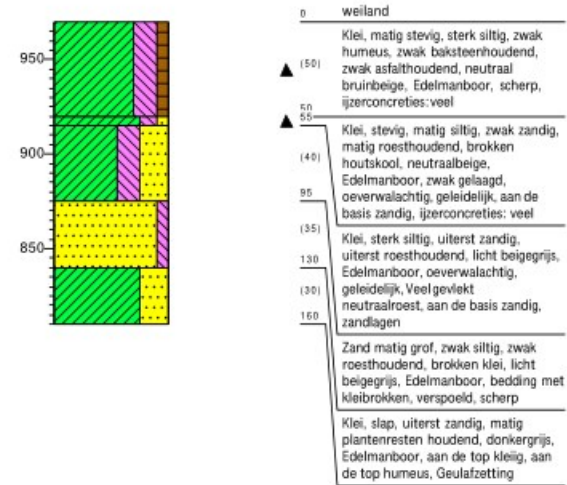 950
900
850
0 weiland
Klei, matig stevig, sterk siltig, zwak
humeus, zwak baksteenhoudend,
(50)
zwak asfalthoudend, neutraal
bruinbeige, Edelmanboor, scherp,
ijzerconcreties: veel
50
55
Klei, stevig, matig siltig, zwak zandig,
matig roesthoudend, brokken
(40)
houtskool, neutraalbeige,
Edelmanboor, zwak gelaagd,
95
oeverwalachtig, geleidelijk, aan de
basis zandig, ijzerconcreties: veel
(35)
Klei, sterk siltig, uiterst zandig,
uiterst roesthoudend, licht beigegrijs,
130
Edelmanboor, oeverwalachtig,
(30)
geleidelijk, Veel gevlekt
neutraalroest, aan de basis zandig,
160
zandlagen
Zand matig grof, zwak siltig, zwak
roesthoudend, brokken klei, licht
beigegrijs, Edelmanboor, bedding met
kleibrokken, verspoeld, scherp
Klei, slap, uiterst zandig, matig
plantenresten houdend, donkergrijs,
Edelmanboor, aan de top kleiig, aan
de top humeus, Geulafzetting